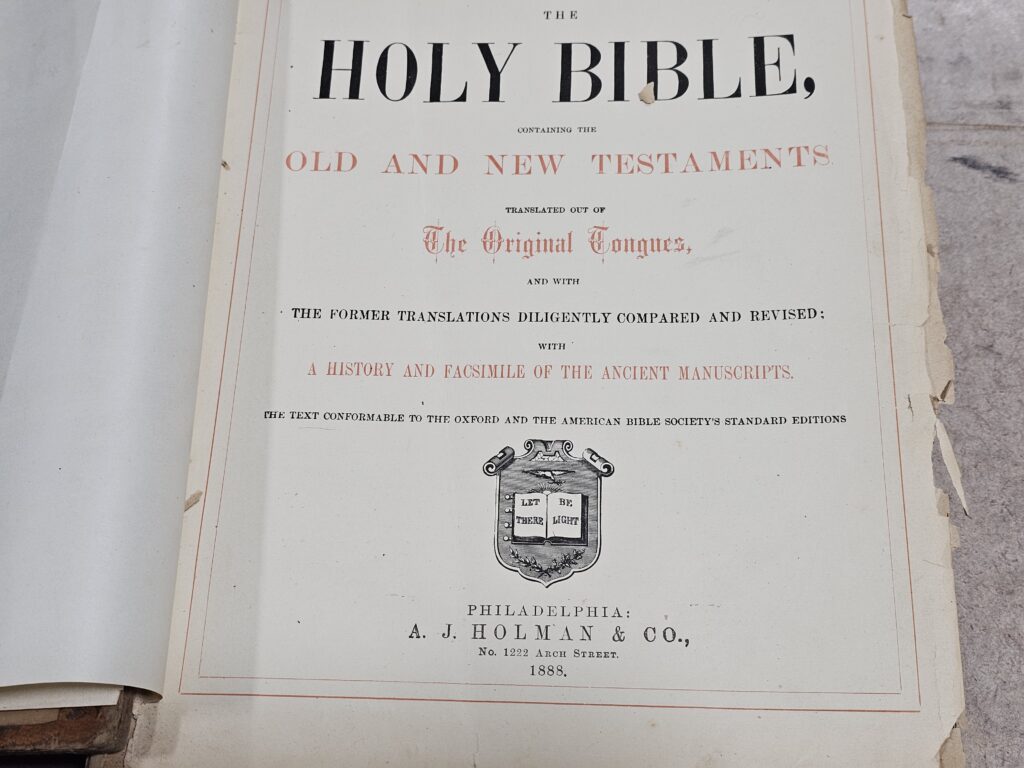 THE
HOLY BIBLE,
CONTAINING THE
OLD AND NEW TESTAMENTS
TRANSLATED OUT OF
The Original Tongues,
AND WITH
THE FORMER TRANSLATIONS DILIGENTLY COMPARED AND REVISED:
WITH
A HISTORY AND FACSIMILE OF THE ANCIENT MANUSCRIPTS.
THE TEXT CONFORMABLE TO THE OXFORD AND THE AMERICAN BIBLE SOCIETY'S STANDARD EDITIONS
LET THERE
BE LIGHT
PHILADELPHIA:
A. J. HOLMAN & CO.,
No. 1222 ARCH STREET.
1888.